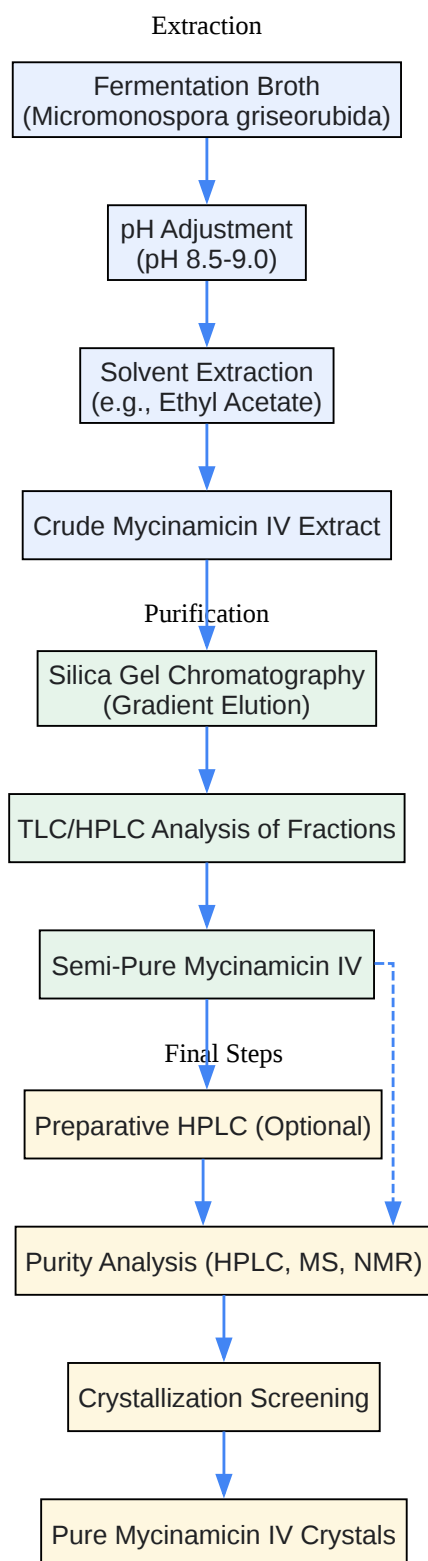 Extraction
Fermentation Broth
(Micromonospora griseorubida)
pH Adjustment
(pH 8.5-9.0)
Solvent Extraction
(e.g., Ethyl Acetate)
Crude Mycinamicin IV Extract
Purification
Silica Gel Chromatography
(Gradient Elution)
TLC/HPLC Analysis of Fractions
Semi-Pure Mycinamicin IV
Final Steps
Preparative HPLC (Optional)
Purity Analysis (HPLC, MS, NMR)
Crystallization Screening
Pure Mycinamicin IV Crystals